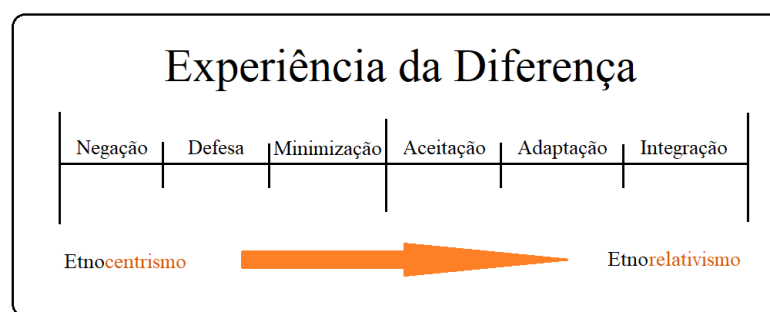 Experiência da Diferença
Negação Defesa Minimização Aceitação Adaptação Integração
Etnocentrismo Etnorelativismo